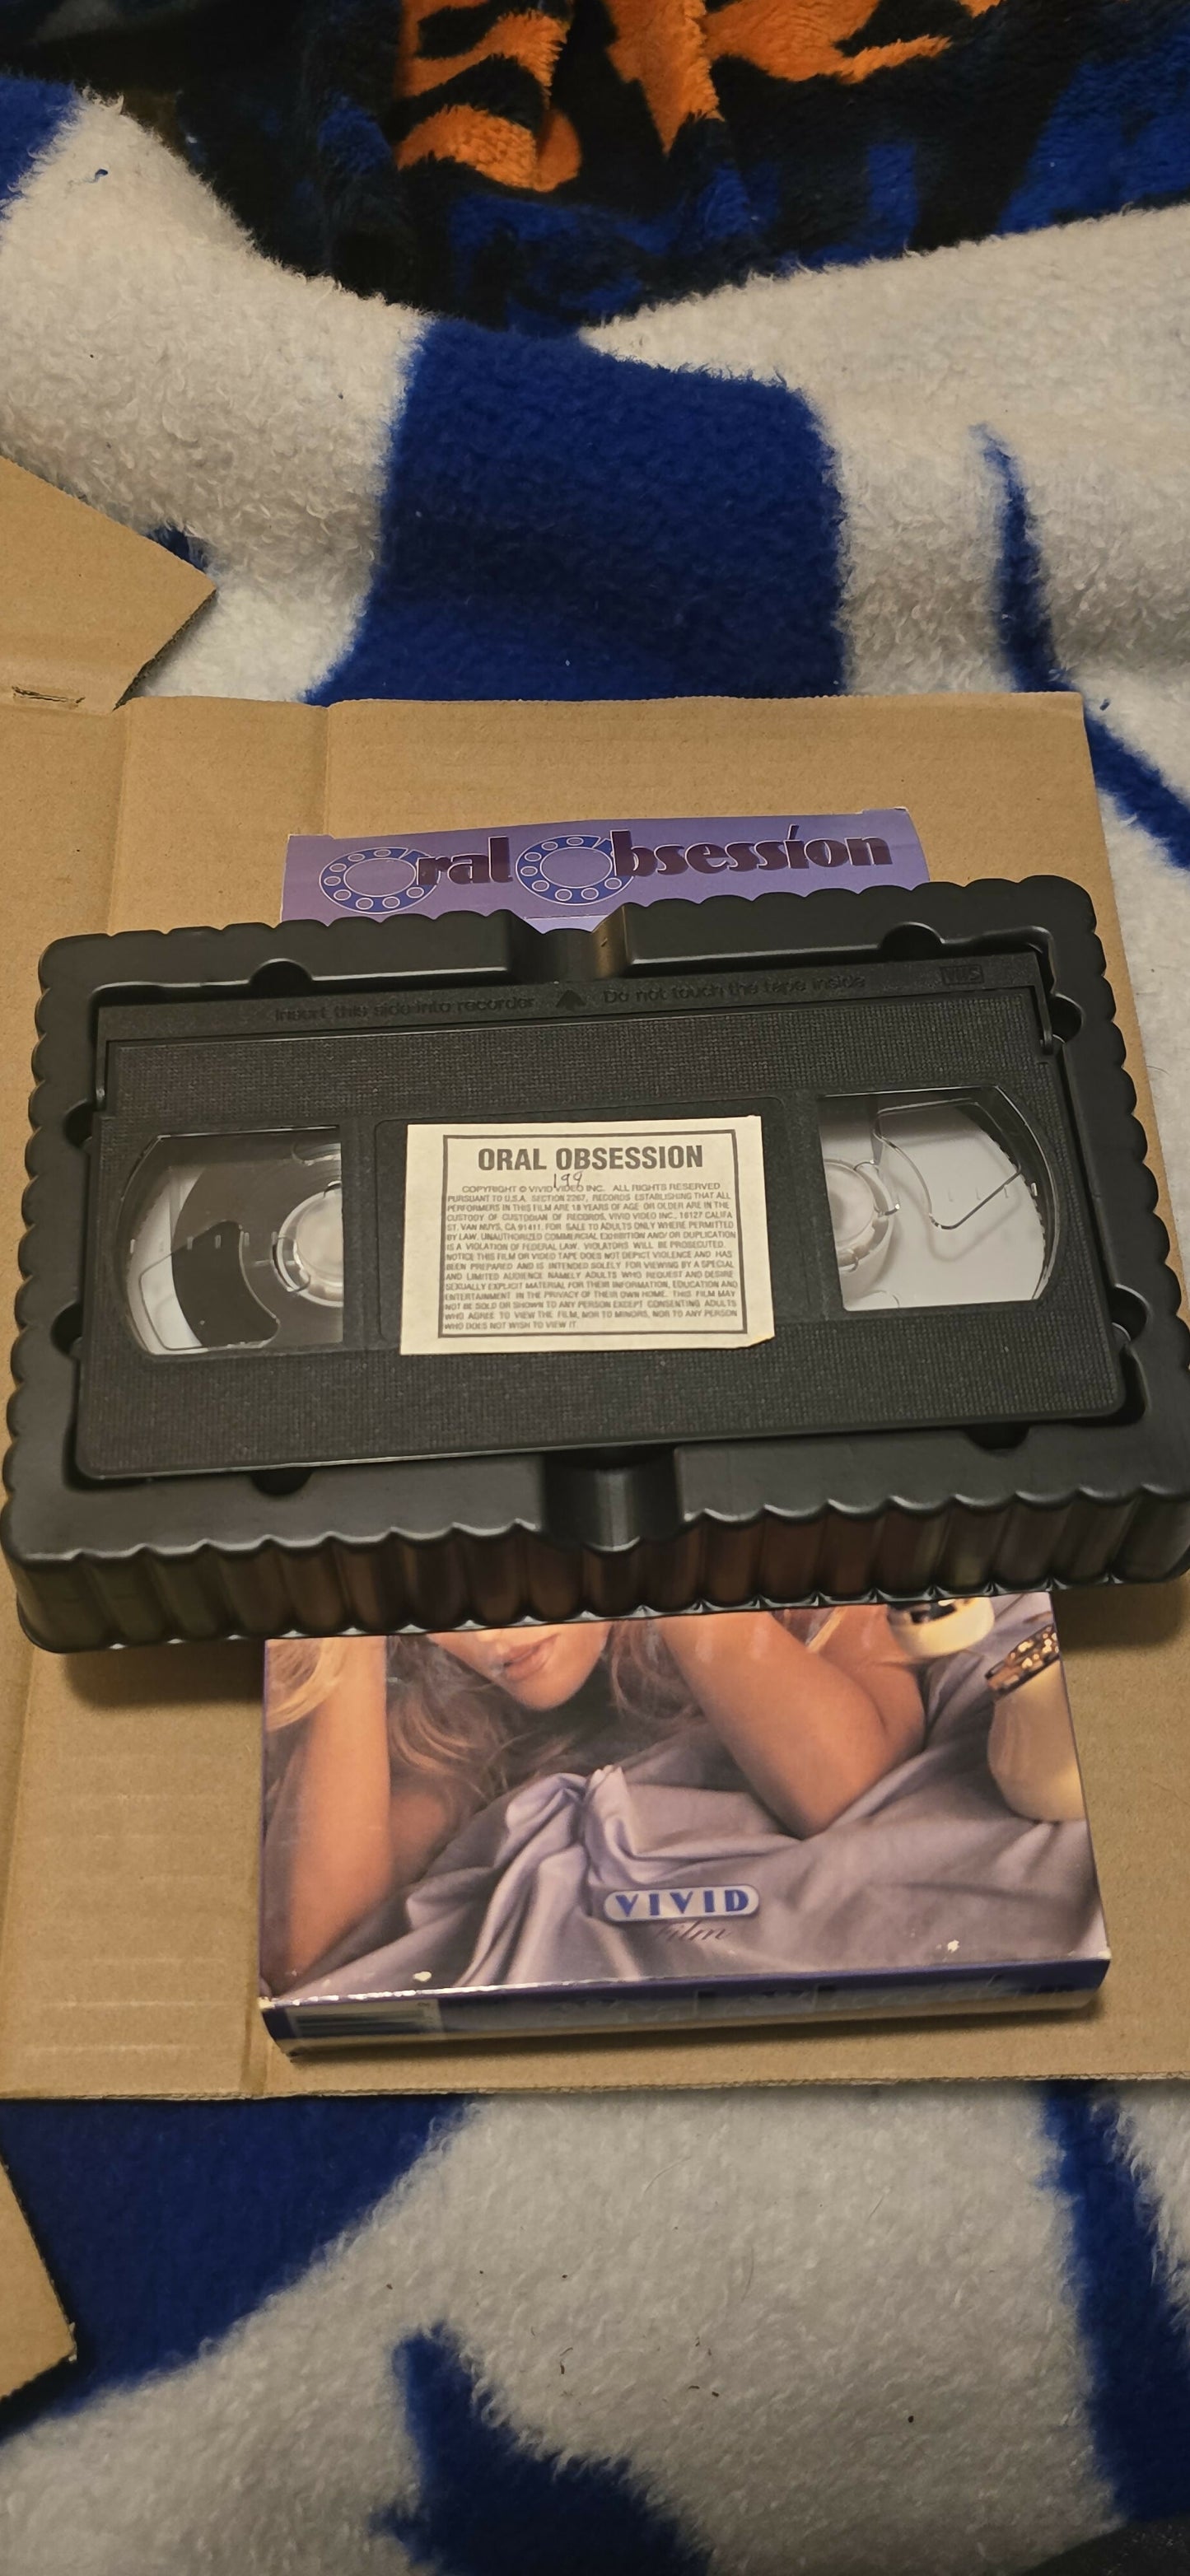 Oral Obsession
Insert this side into recorder Do not touch the tape inside VHS
ORAL OBSESSION
199
COPYRIGHT © VIVID VIDEO INC. ALL RIGHTS RESERVED
PURSUANT TO U.S.A. SECTION 2267, RECORDS ESTABLISHING THAT ALL
PERFORMERS IN THIS FILM ARE 18 YEARS OF AGE OR OLDER ARE IN THE
CUSTODY OF CUSTODIAN OF RECORDS, VIVID VIDEO INC., 15127 CALIFA
ST. VAN NUYS, CA 91411. FOR SALE TO ADULTS ONLY WHERE PERMITTED
BY LAW. UNAUTHORIZED COMMERCIAL EXHIBITION AND/ OR DUPLICATION
IS A VIOLATION OF FEDERAL LAW. VIOLATORS WILL BE PROSECUTED.
NOTICE THIS FILM OR VIDEO TAPE DOES NOT DEPICT VIOLENCE AND HAS
BEEN PREPARED AND IS INTENDED SOLELY FOR VIEWING BY A SPECIAL
AND LIMITED AUDIENCE NAMELY ADULTS WHO REQUEST AND DESIRE
SEXUALLY EXPLICIT MATERIAL FOR THEIR INFORMATION, EDUCATION AND
ENTERTAINMENT IN THE PRIVACY OF THEIR OWN HOME. THIS FILM MAY
NOT BE SOLD OR SHOWN TO ANY PERSON EXCEPT CONSENTING ADULTS
WHO AGREE TO VIEW THE FILM, NOR TO MINORS, NOR TO ANY PERSON
WHO DOES NOT WISH TO VIEW IT.
VIVID
Film